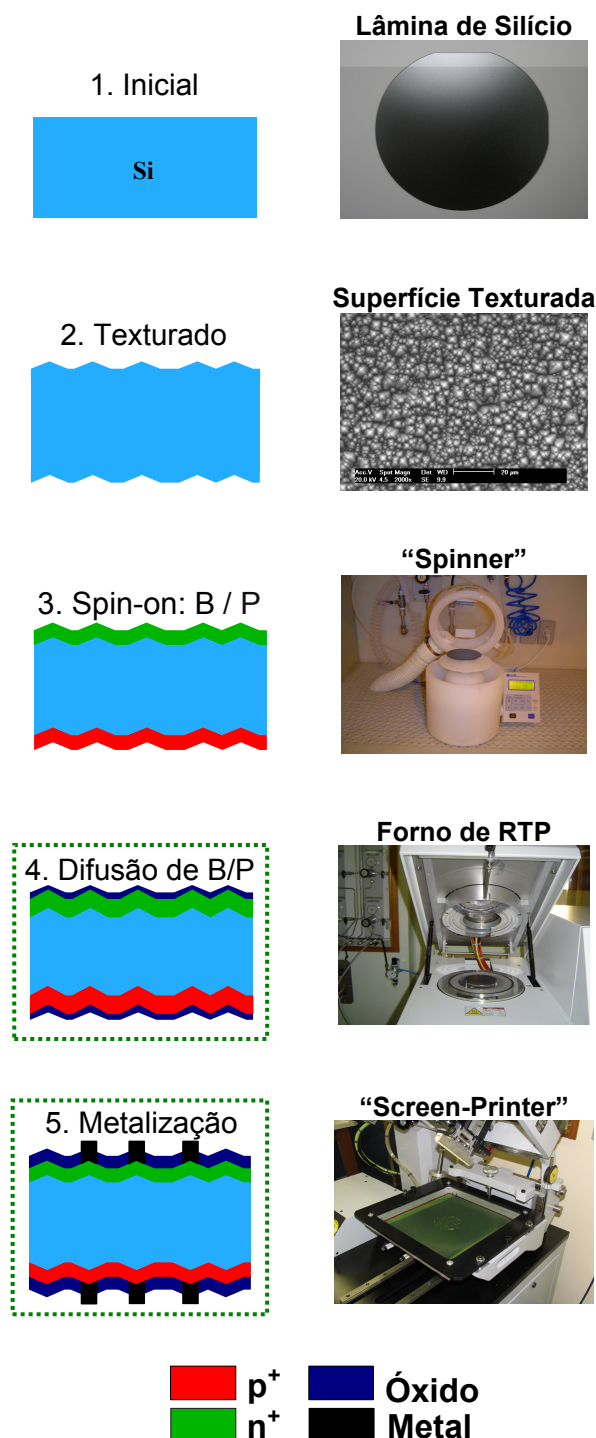 Lâmina de Silício
1. Inicial
Si
Superfície Texturada
2. Texturado
Acc.V Spot Magn Det WD 20 µm
20.0 kV 4.5 2000x SE 9.9
“Spinner”
3. Spin-on: B / P
Forno de RTP
4. Difusão de B/P
“Screen-Printer”
5. Metalização
p+ Óxido
n+ Metal